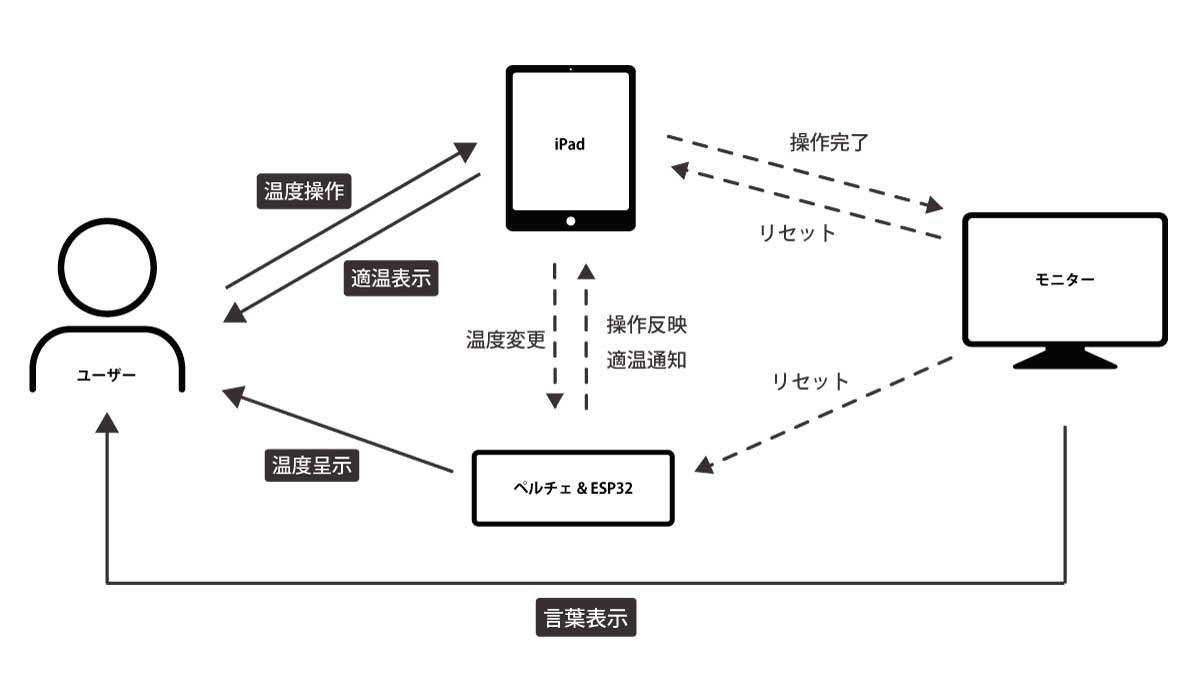 iPad
操作完了
温度操作
リセット
適温表示
モニター
操作反映
温度変更
適温通知
ユーザー
リセット
温度呈示
ペルチェ & ESP32
言葉表示